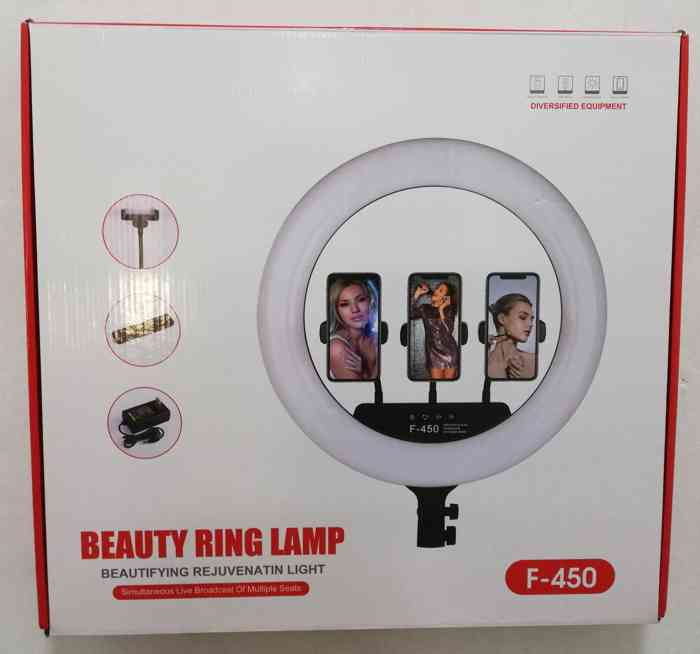 DIVERSIFIED EQUIPMENT
F-450
BEAUTY RING LAMP
BEAUTIFYING REJUVENATIN LIGHT
Simultaneous Live Broadcast Of Multiple Seats
F-450